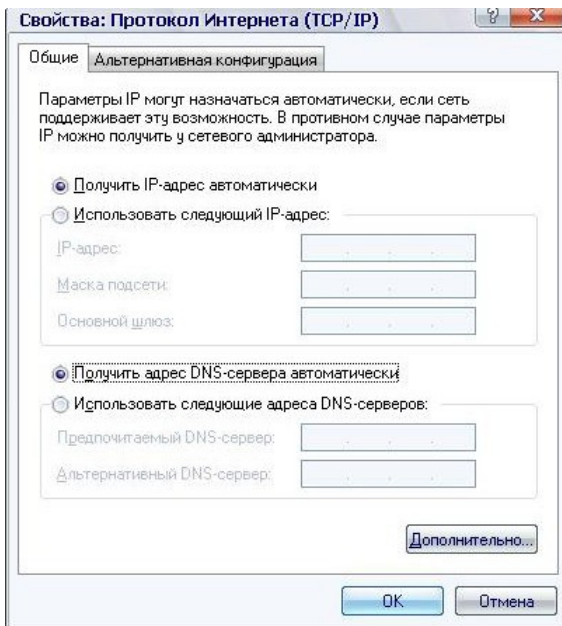 Свойства: Протокол Интернета (TCP/IP)
Общие
Альтернативная конфигурация
Параметры IP могут назначаться автоматически, если сеть
поддерживает эту возможность. В противном случае параметры
IP можно получить у сетевого администратора.
Получить IP-адрес автоматически
Использовать следующий IP-адрес:
IP-адрес:
Маска подсети:
Основной шлюз:
Получить адрес DNS-сервера автоматически
Использовать следующие адреса DNS-серверов:
Предпочитаемый DNS-сервер:
Альтернативный DNS-сервер:
Дополнительно...
OK
Отмена